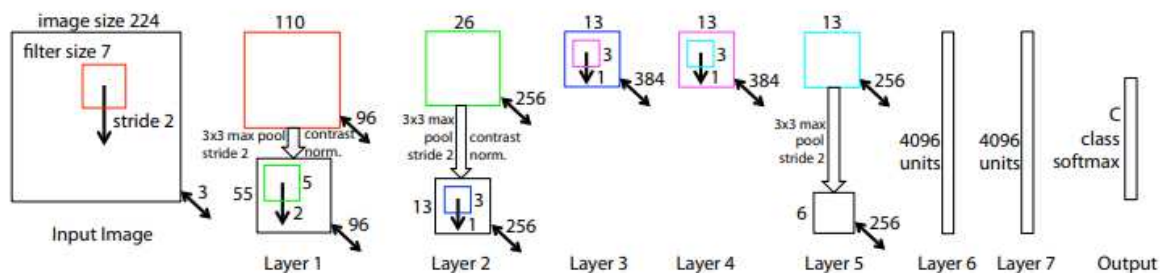 image size 224
filter size 7
stride 2
3
Input Image
110
96
3x3 max pool
stride 2
contrast
norm.
55
5
2
96
Layer 1
26
256
3x3 max
pool
stride 2
contrast
norm.
13
3
1
256
Layer 2
13
3
1
384
Layer 3
13
3
1
384
Layer 4
13
256
3x3 max
pool
stride 2
6
256
Layer 5
4096
units
Layer 6
4096
units
Layer 7
C
class
softmax
Output